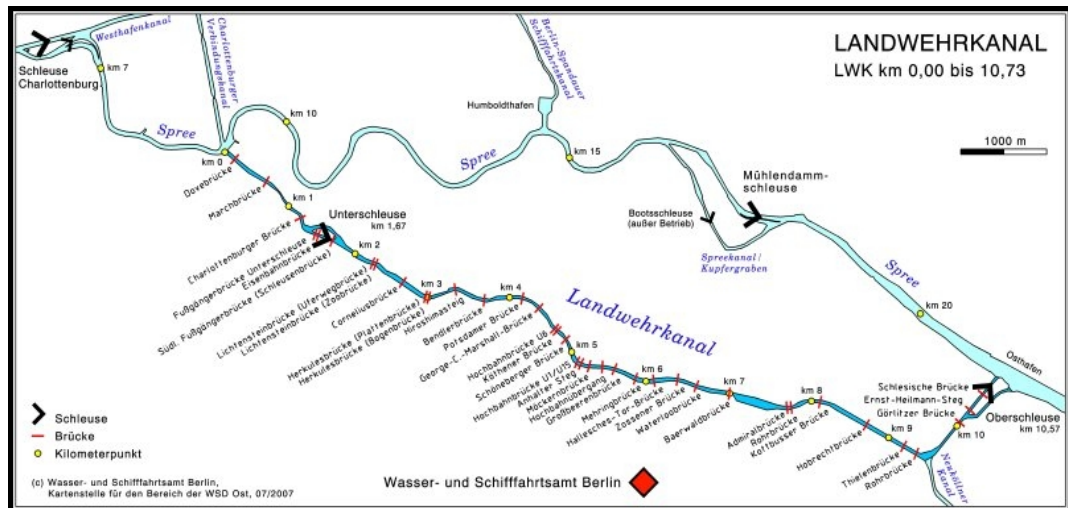 LANDWEHRKANAL
LWK km 0,00 bis 10,73
1000 m
Westhafenkanal
Charlottenburger
Verbindungskanal
Berlin-Spandauer
Schifffahrtskanal
Schleuse
Charlottenburg
km 7
km 10
Humboldthafen
Spree
Spree
km 15
km 0
Mühlendamm-
schleuse
Bootsschleuse
(außer Betrieb)
Spreekanal/
Kupfergraben
Spree
km 20
Osthafen
Dovebrücke
Marchbrücke
km 1
Charlottenburger Brücke
Unterschleuse
km 1,67
Fußgängerbrücke Unterschleuse
Eisenbahnbrücke
Südl. Fußgängerbrücke (Schleusenbrücke)
km 2
Lichtensteinbrücke (Uferwegbrücke)
Lichtensteinbrücke (Zoobrücke)
Corneliusbrücke
km 3
Herkulesbrücke (Plattenbrücke)
Herkulesbrücke (Bogenbrücke)
Hiroshimasteig
Bendlerbrücke
km 4
Potsdamer Brücke
George-C.-Marshall-Brücke
Landwehrkanal
Hochbahnbrücke U6
Köthener Brücke
Schöneberger Brücke
km 5
Hochbahnbrücke U1/U15
Anhalter Steg
Möckernbrücke
Hochbahnübergang
Großbeerenbrücke
km 6
Mehringbrücke
Hallesches-Tor-Brücke
Zossener Brücke
Waterloobrücke
km 7
Baerwaldbrücke
Admiralbrücke
Rohrbrücke
km 8
Kottbusser Brücke
Hobrechtbrücke
km 9
Thielenbrücke
Rohrbrücke
Neuköllner
Kanal
km 10
Schlesische Brücke
Ernst-Heilmann-Steg
Görlitzer Brücke
Oberschleuse
km 10,57
Schleuse
Brücke
Kilometerpunkt
(c) Wasser- und Schifffahrtsamt Berlin,
Kartenstelle für den Bereich der WSD Ost, 07/2007
Wasser- und Schifffahrtsamt Berlin